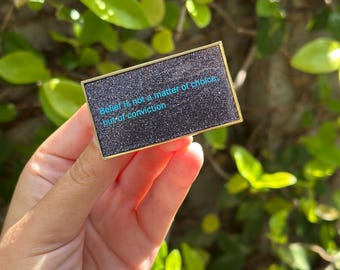 Belief is not a matter of choice,
but of conviction